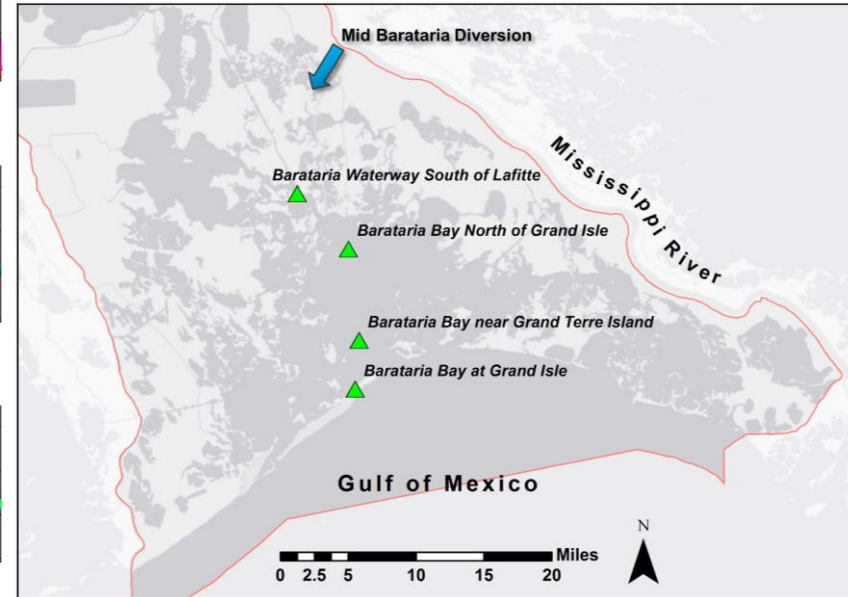 Mid Barataria Diversion
Mississippi River
Barataria Waterway South of Lafitte
Barataria Bay North of Grand Isle
Barataria Bay near Grand Terre Island
Barataria Bay at Grand Isle
Gulf of Mexico
N
Miles
0 2.5 5 10 15 20